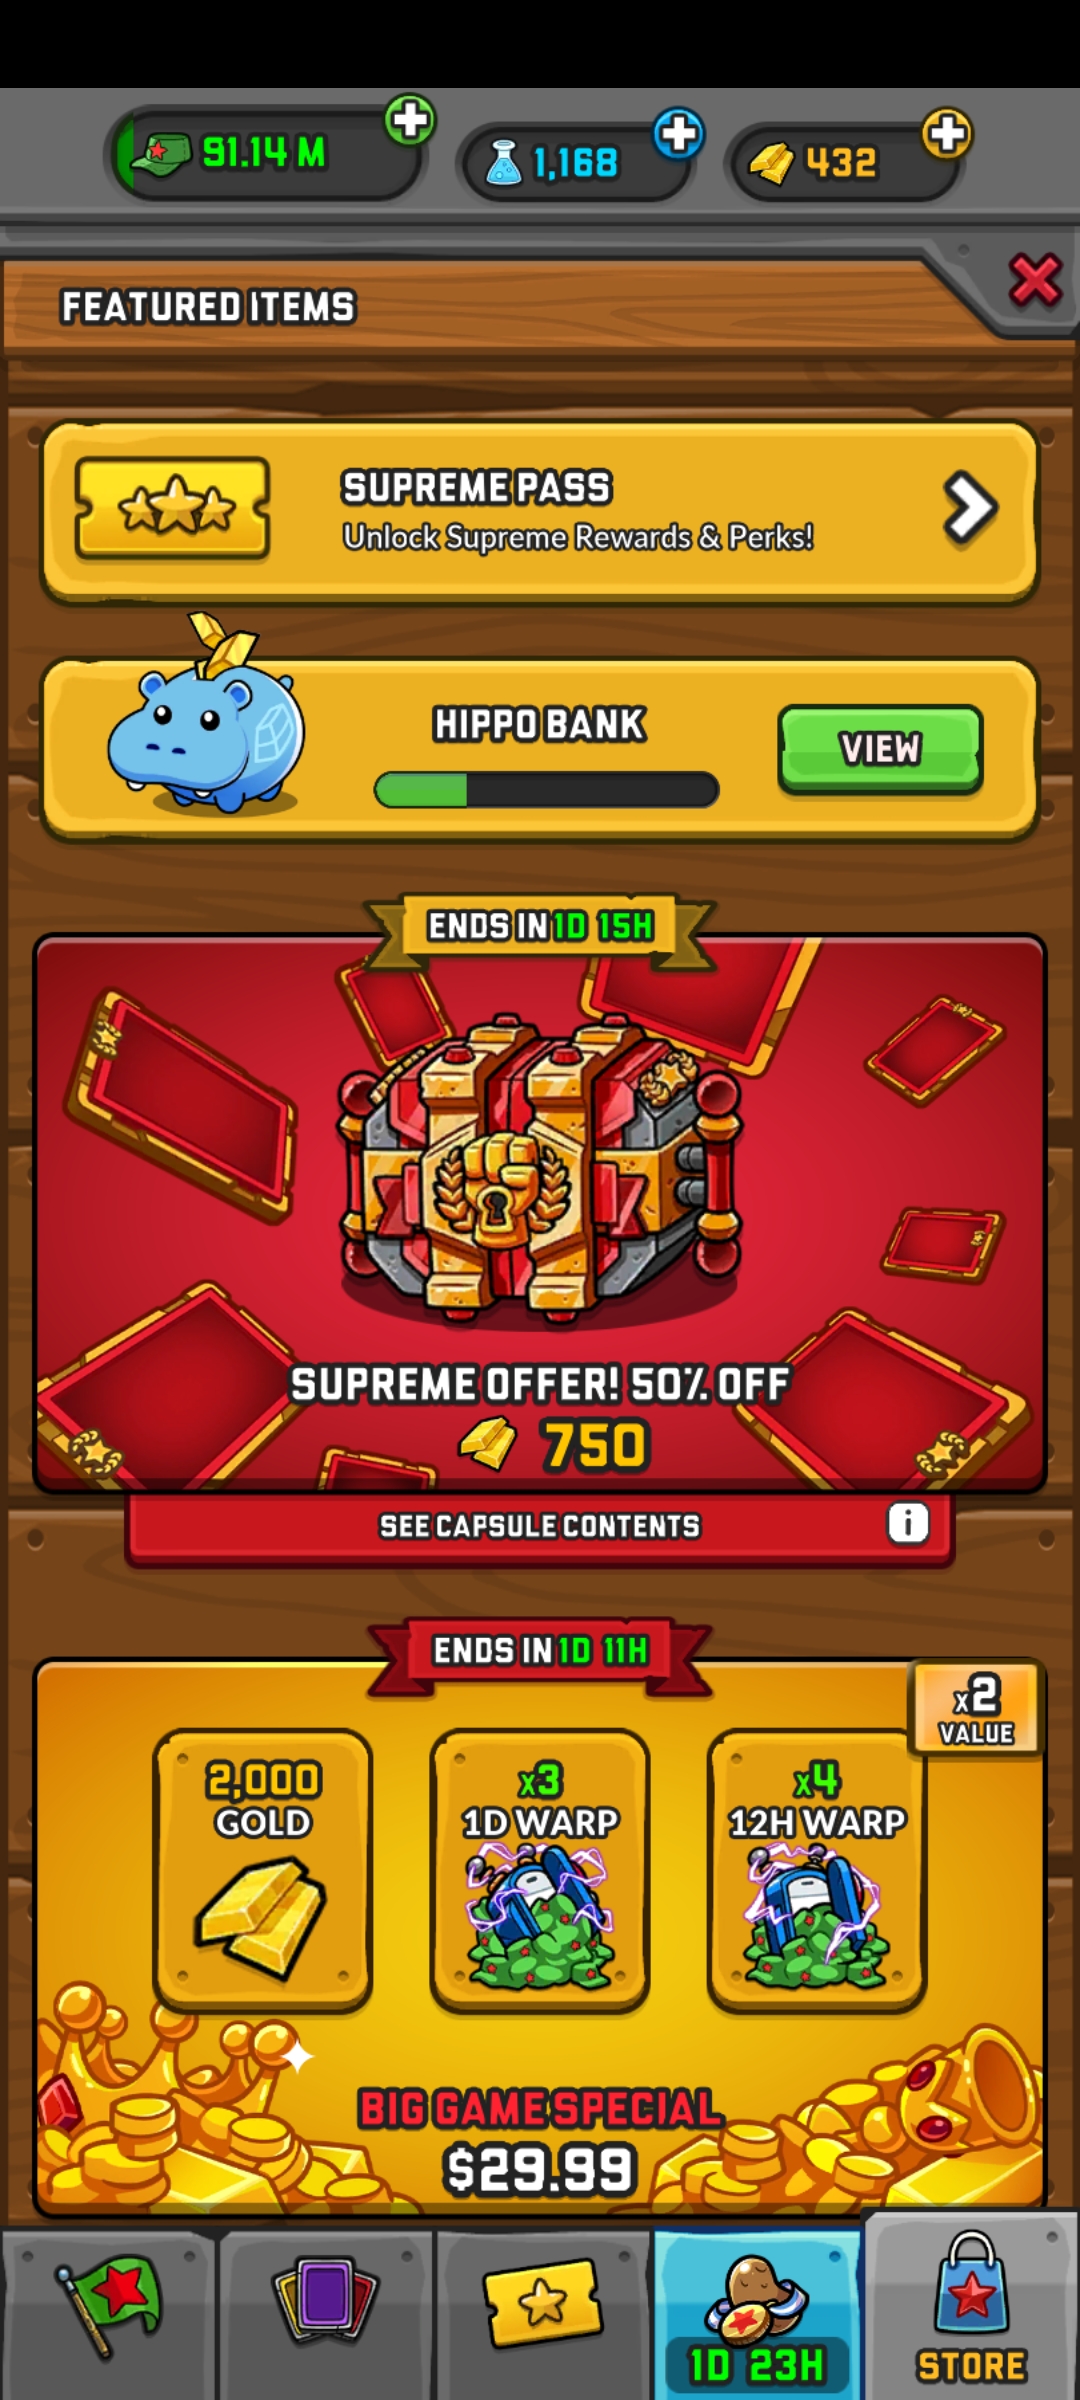 91.14 M
1,168
432
FEATURED ITEMS
SUPREME PASS
Unlock Supreme Rewards & Perks!
HIPPO BANK
VIEW
ENDS IN 1D 15H
SUPREME OFFER! 50% OFF
750
SEE CAPSULE CONTENTS
i
ENDS IN 1D 11H
x2
VALUE
2,000
GOLD
x3
1D WARP
x4
12H WARP
BIG GAME SPECIAL
$29.99
1D 23H
STORE